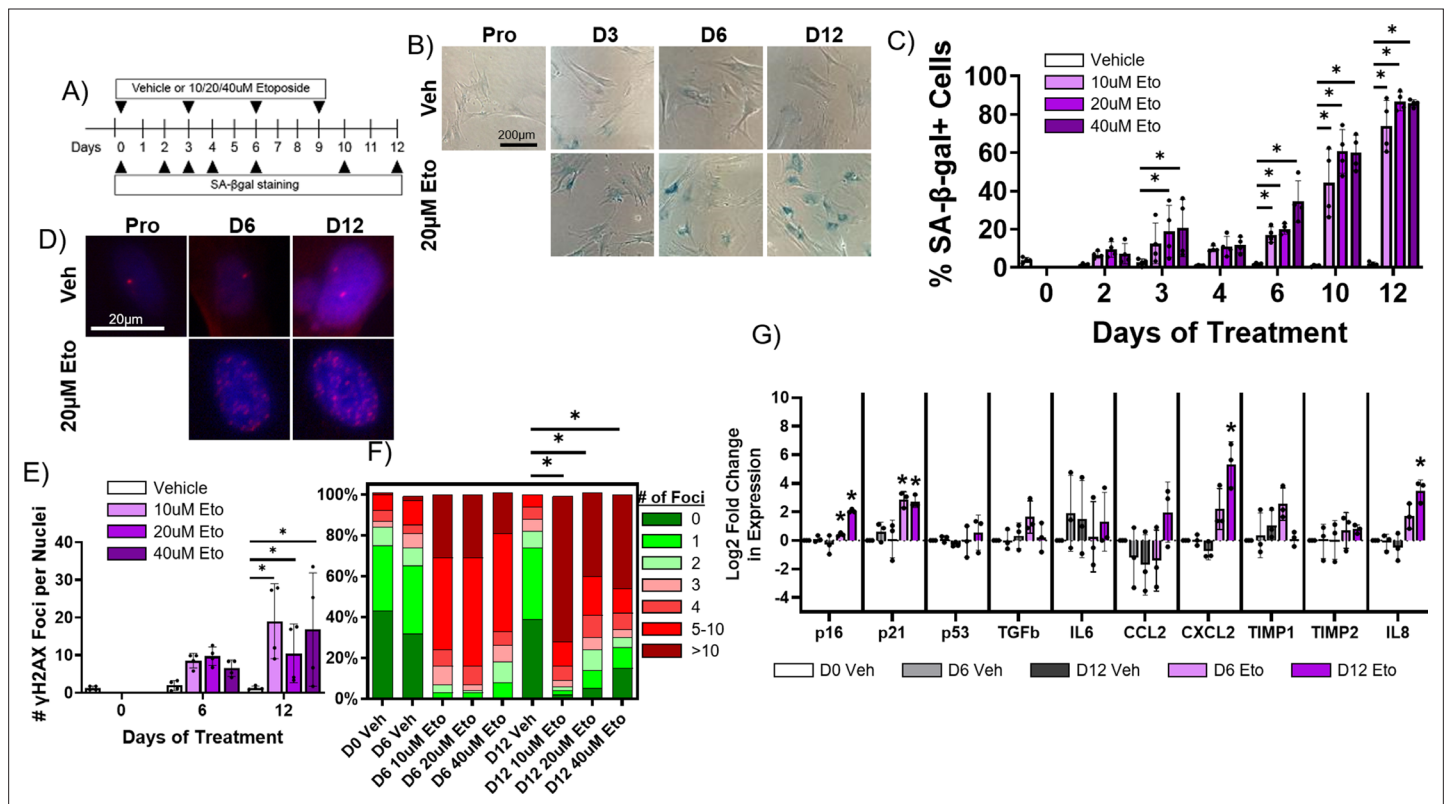 A)
Vehicle or 10/20/40uM Etoposide
Days 0 1 2 3 4 5 6 7 8 9 10 11 12
SA-βgal staining
B)
Pro D3 D6 D12
Veh
200μm
20μM Eto
C)
Vehicle
10uM Eto
20uM Eto
40uM Eto
% SA-β-gal+ Cells
100
80
60
40
20
0
* * * * * * * * * * *
0 2 3 4 6 10 12
Days of Treatment
D)
Pro D6 D12
Veh
20μm
20μM Eto
E)
Vehicle
10uM Eto
20uM Eto
40uM Eto
# γH2AX Foci per Nuclei
40
30
20
10
0
* * *
0 6 12
Days of Treatment
F)
* * *
100%
80%
60%
40%
20%
0%
# of Foci
0
1
2
3
4
5-10
>10
D0 Veh
D6 Veh
D6 10uM Eto
D6 20uM Eto
D6 40uM Eto
D12 Veh
D12 10uM Eto
D12 20uM Eto
D12 40uM Eto
G)
Log2 Fold Change
in Expression
10
8
6
4
2
0
-2
-4
* * * * * *
p16 p21 p53 TGFb IL6 CCL2 CXCL2 TIMP1 TIMP2 IL8
D0 Veh D6 Veh D12 Veh D6 Eto D12 Eto